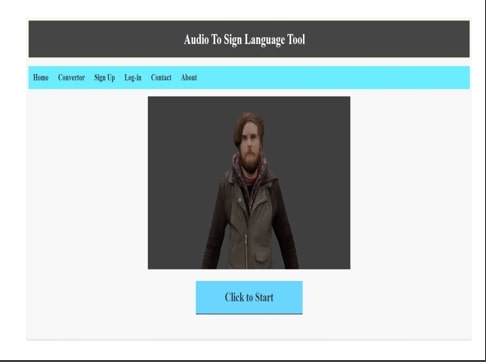 Audio To Sign Language Tool
Home Convertor Sign Up Log-in Contact About
Click to Start